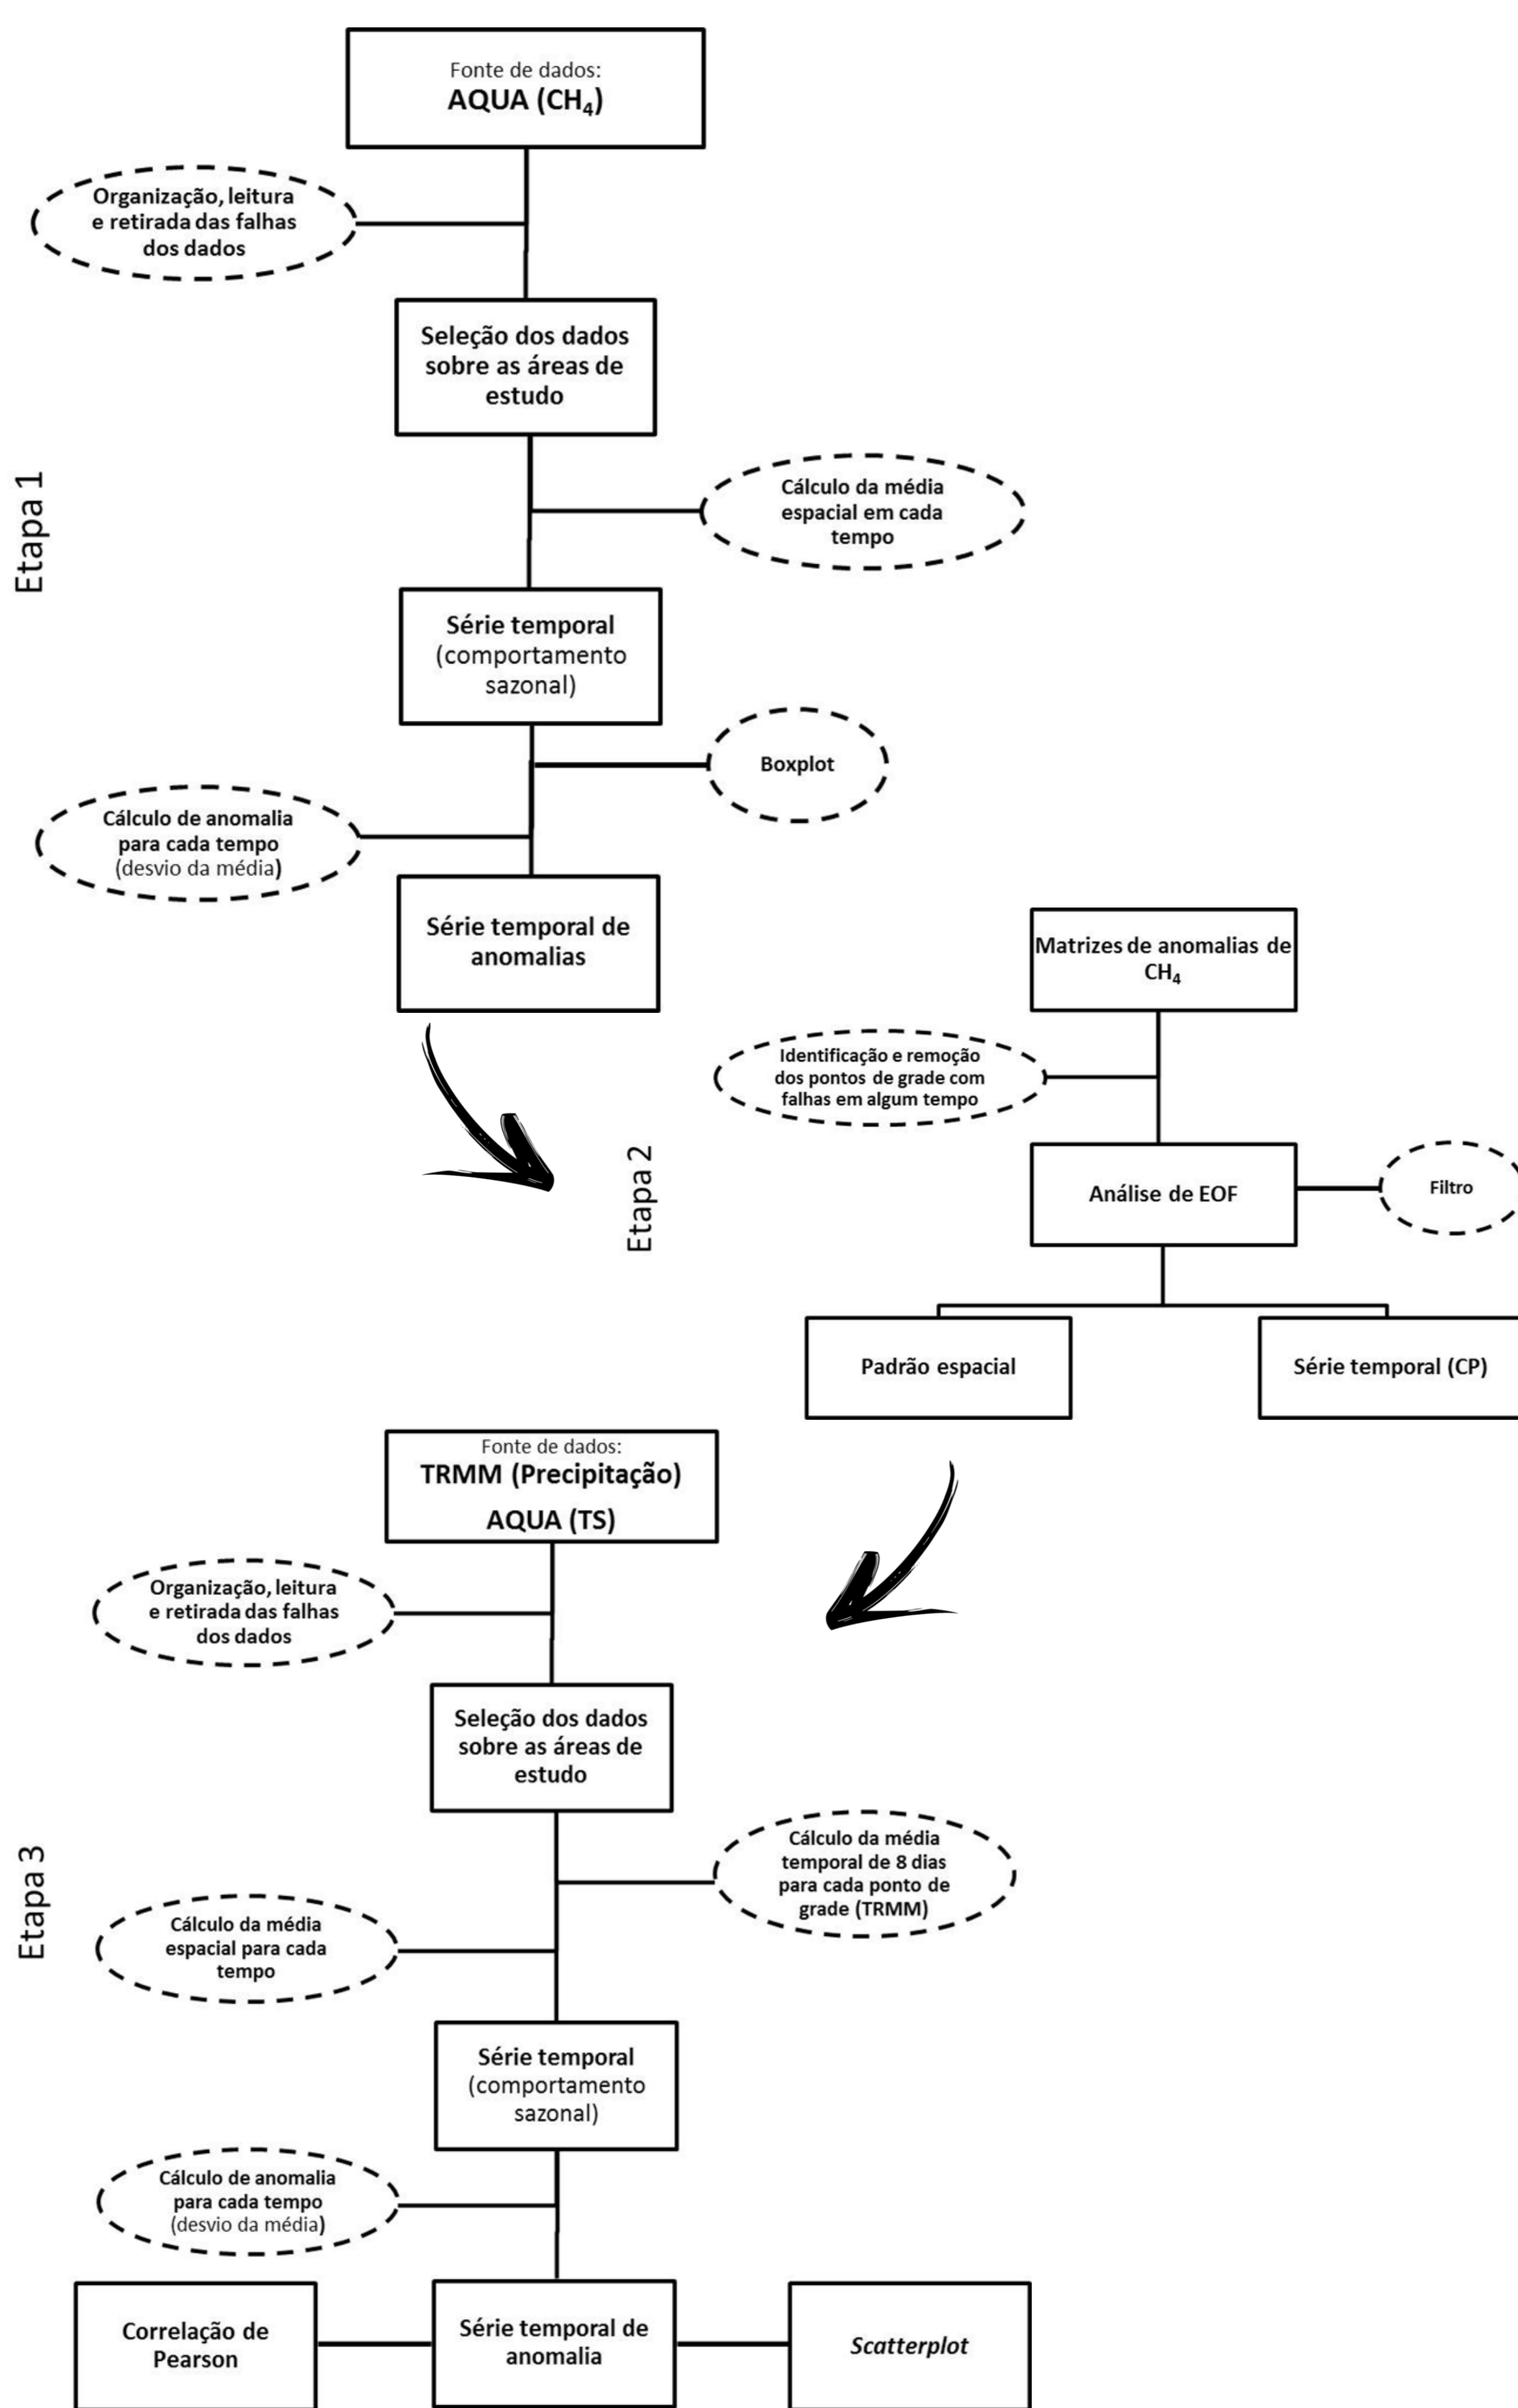 Fonte de dados:
AQUA (CH₄)
Organização, leitura
e retirada das falhas
dos dados
Seleção dos dados
sobre as áreas de
estudo
Etapa 1
Cálculo da média
espacial em cada
tempo
Série temporal
(comportamento
sazonal)
Boxplot
Cálculo de anomalia
para cada tempo
(desvio da média)
Série temporal de
anomalias
Matrizes de anomalias de
CH₄
Identificação e remoção
dos pontos de grade com
falhas em algum tempo
Etapa 2
Análise de EOF
Filtro
Padrão espacial
Série temporal (CP)
Fonte de dados:
TRMM (Precipitação)
AQUA (TS)
Organização, leitura
e retirada das falhas
dos dados
Seleção dos dados
sobre as áreas de
estudo
Etapa 3
Cálculo da média
temporal de 8 dias
para cada ponto de
grade (TRMM)
Cálculo da média
espacial para cada
tempo
Série temporal
(comportamento
sazonal)
Cálculo de anomalia
para cada tempo
(desvio da média)
Correlação de
Pearson
Série temporal de
anomalia
Scatterplot